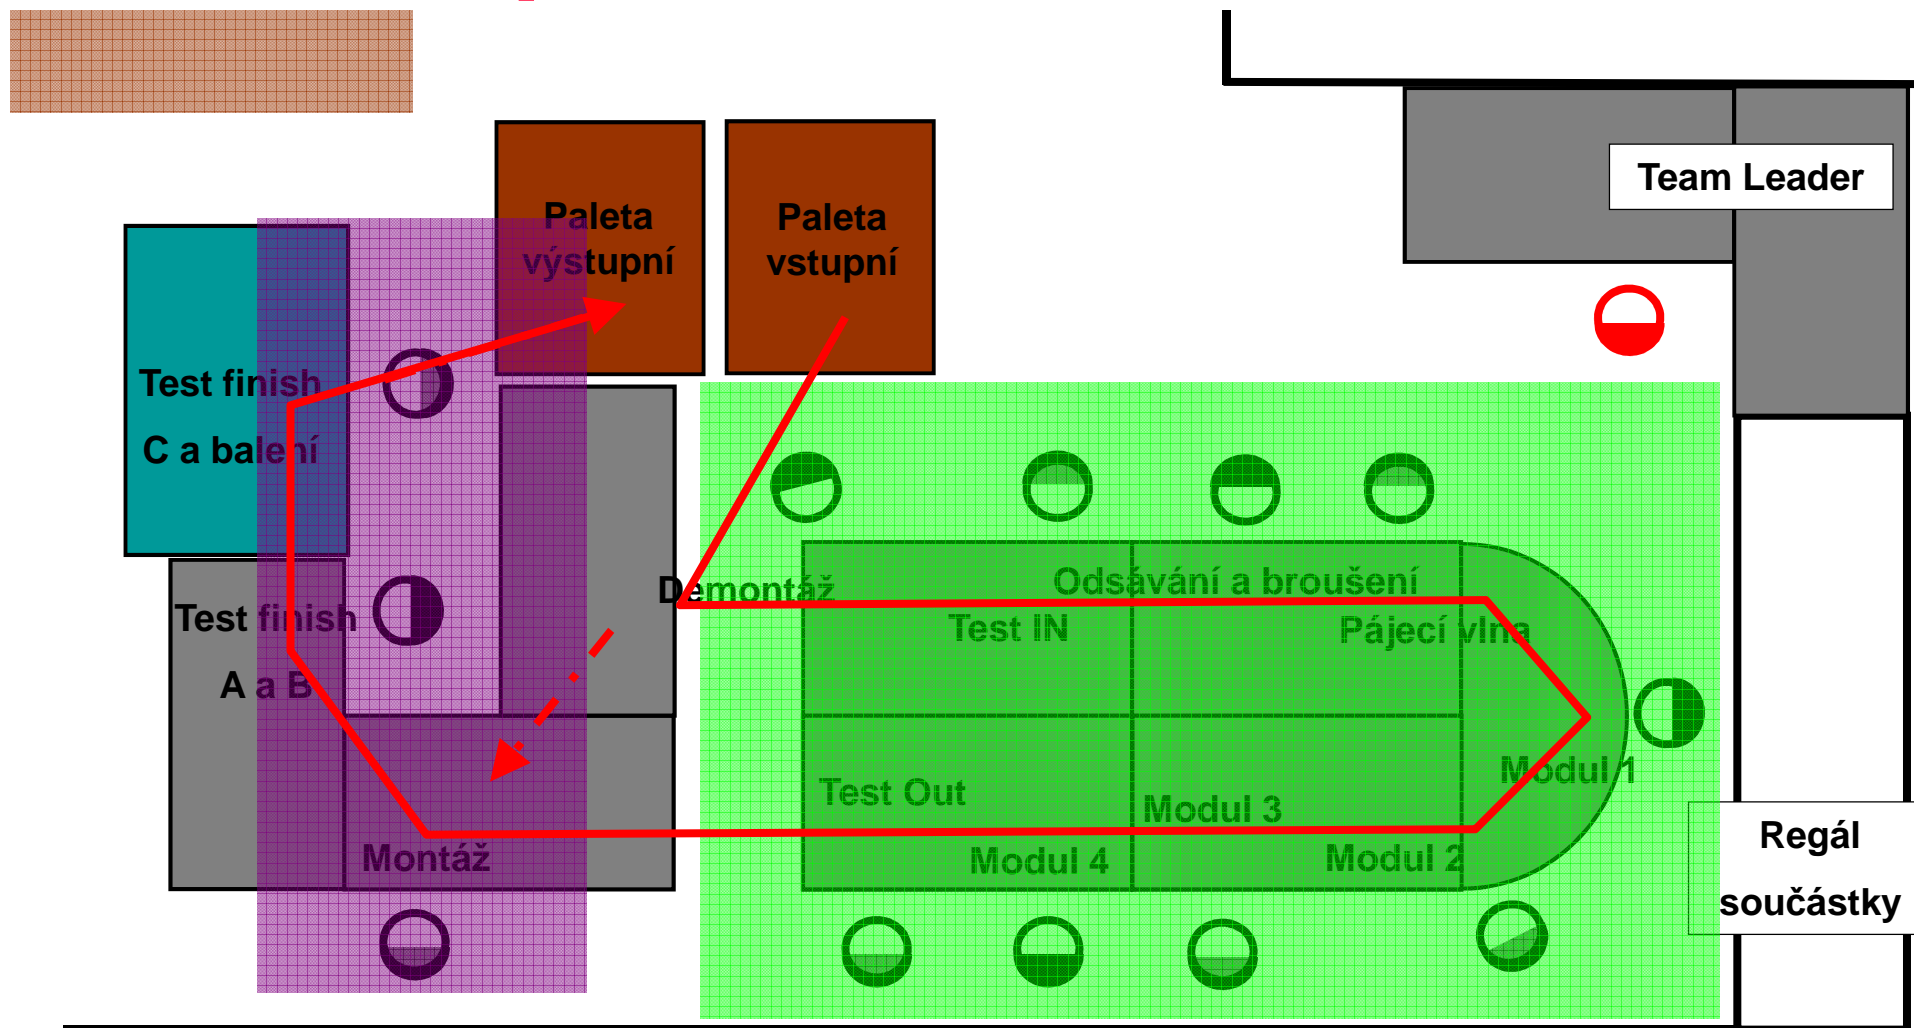 Team Leader
Paleta
výstupní
Paleta
vstupní
Test finish
C a balení
Demontáž
Odsávání a broušení
Test IN
Pájecí vlna
Test finish
A a B
Modul 1
Test Out
Modul 3
Montáž
Modul 4
Modul 2
Regál
součástky